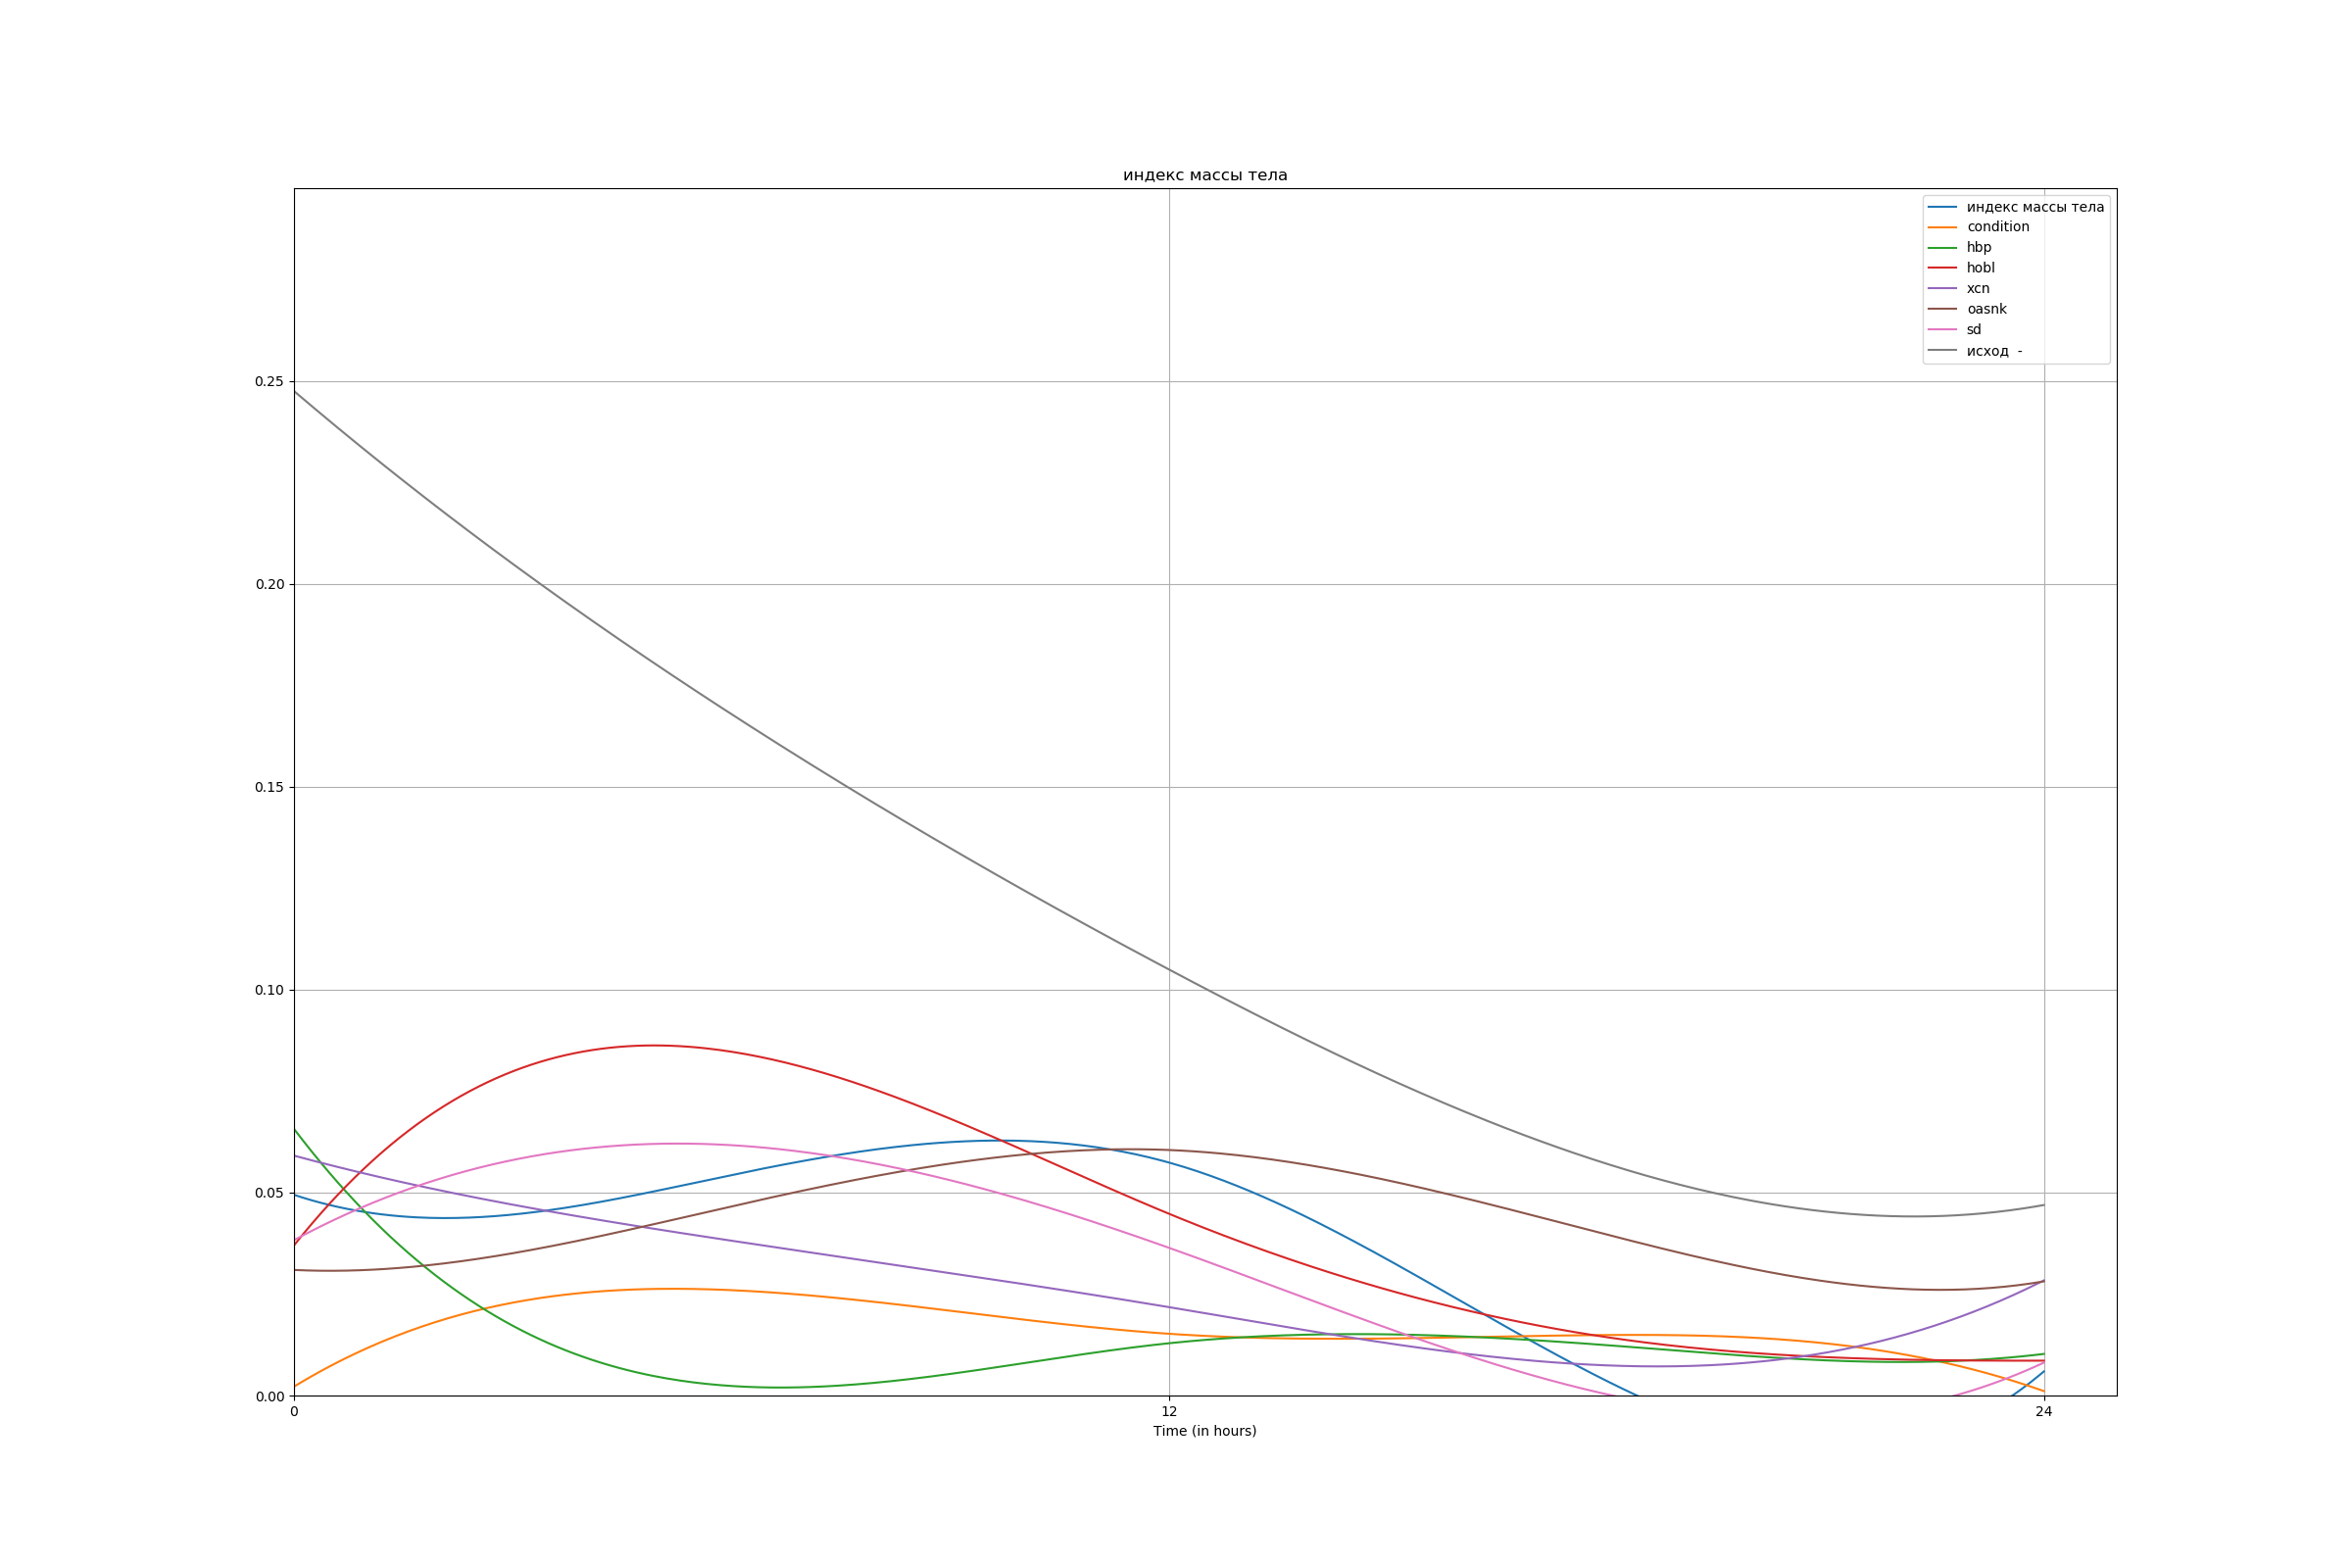 индекс массы тела
индекс массы тела
condition
hbp
hobl
xcn
oasnk
sd
исход  -
0.25
0.20
0.15
0.10
0.05
0.00
0
12
24
Time (in hours)